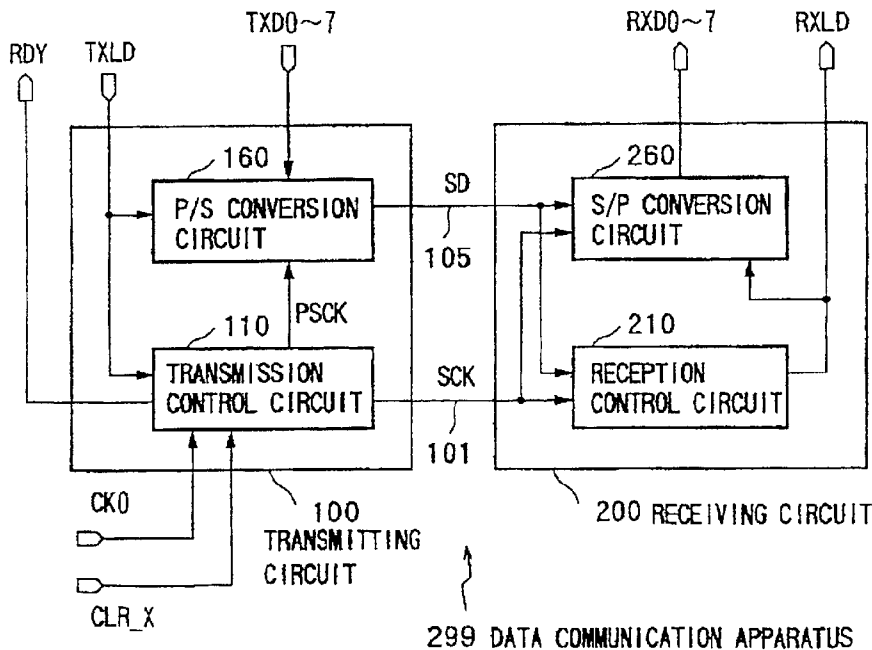 RDY TXLD TXD0~7 RXD0~7 RXLD
160
P/S CONVERSION
CIRCUIT
SD
105
260
S/P CONVERSION
CIRCUIT
PSCK
110
TRANSMISSION
CONTROL CIRCUIT
SCK
101
210
RECEPTION
CONTROL CIRCUIT
CK0
CLR_X
100
TRANSMITTING
CIRCUIT
200 RECEIVING CIRCUIT
299 DATA COMMUNICATION APPARATUS